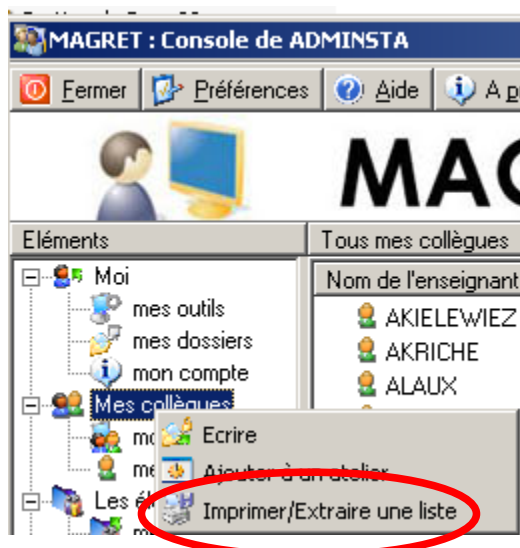 MAGRET : Console de ADMINSTA
Fermer Préférences Aide A p
MAG
Eléments Tous mes collègues
Moi Nom de l'enseignant
mes outils AKIELEWIEZ
mes dossiers AKRICHE
mon compte ALAUX
Mes collègues
Ecrire
Ajouter à un atelier
Les él
Imprimer/Extraire une liste